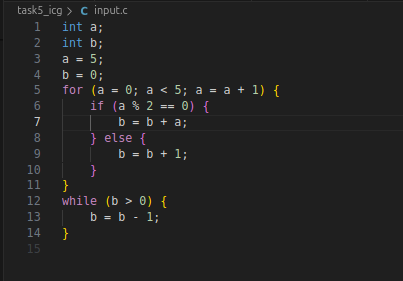 task5_icg > C input.c
1 int a;
2 int b;
3 a = 5;
4 b = 0;
5 for (a = 0; a < 5; a = a + 1) {
6     if (a % 2 == 0) {
7         b = b + a;
8     } else {
9         b = b + 1;
10     }
11 }
12 while (b > 0) {
13     b = b - 1;
14 }
15